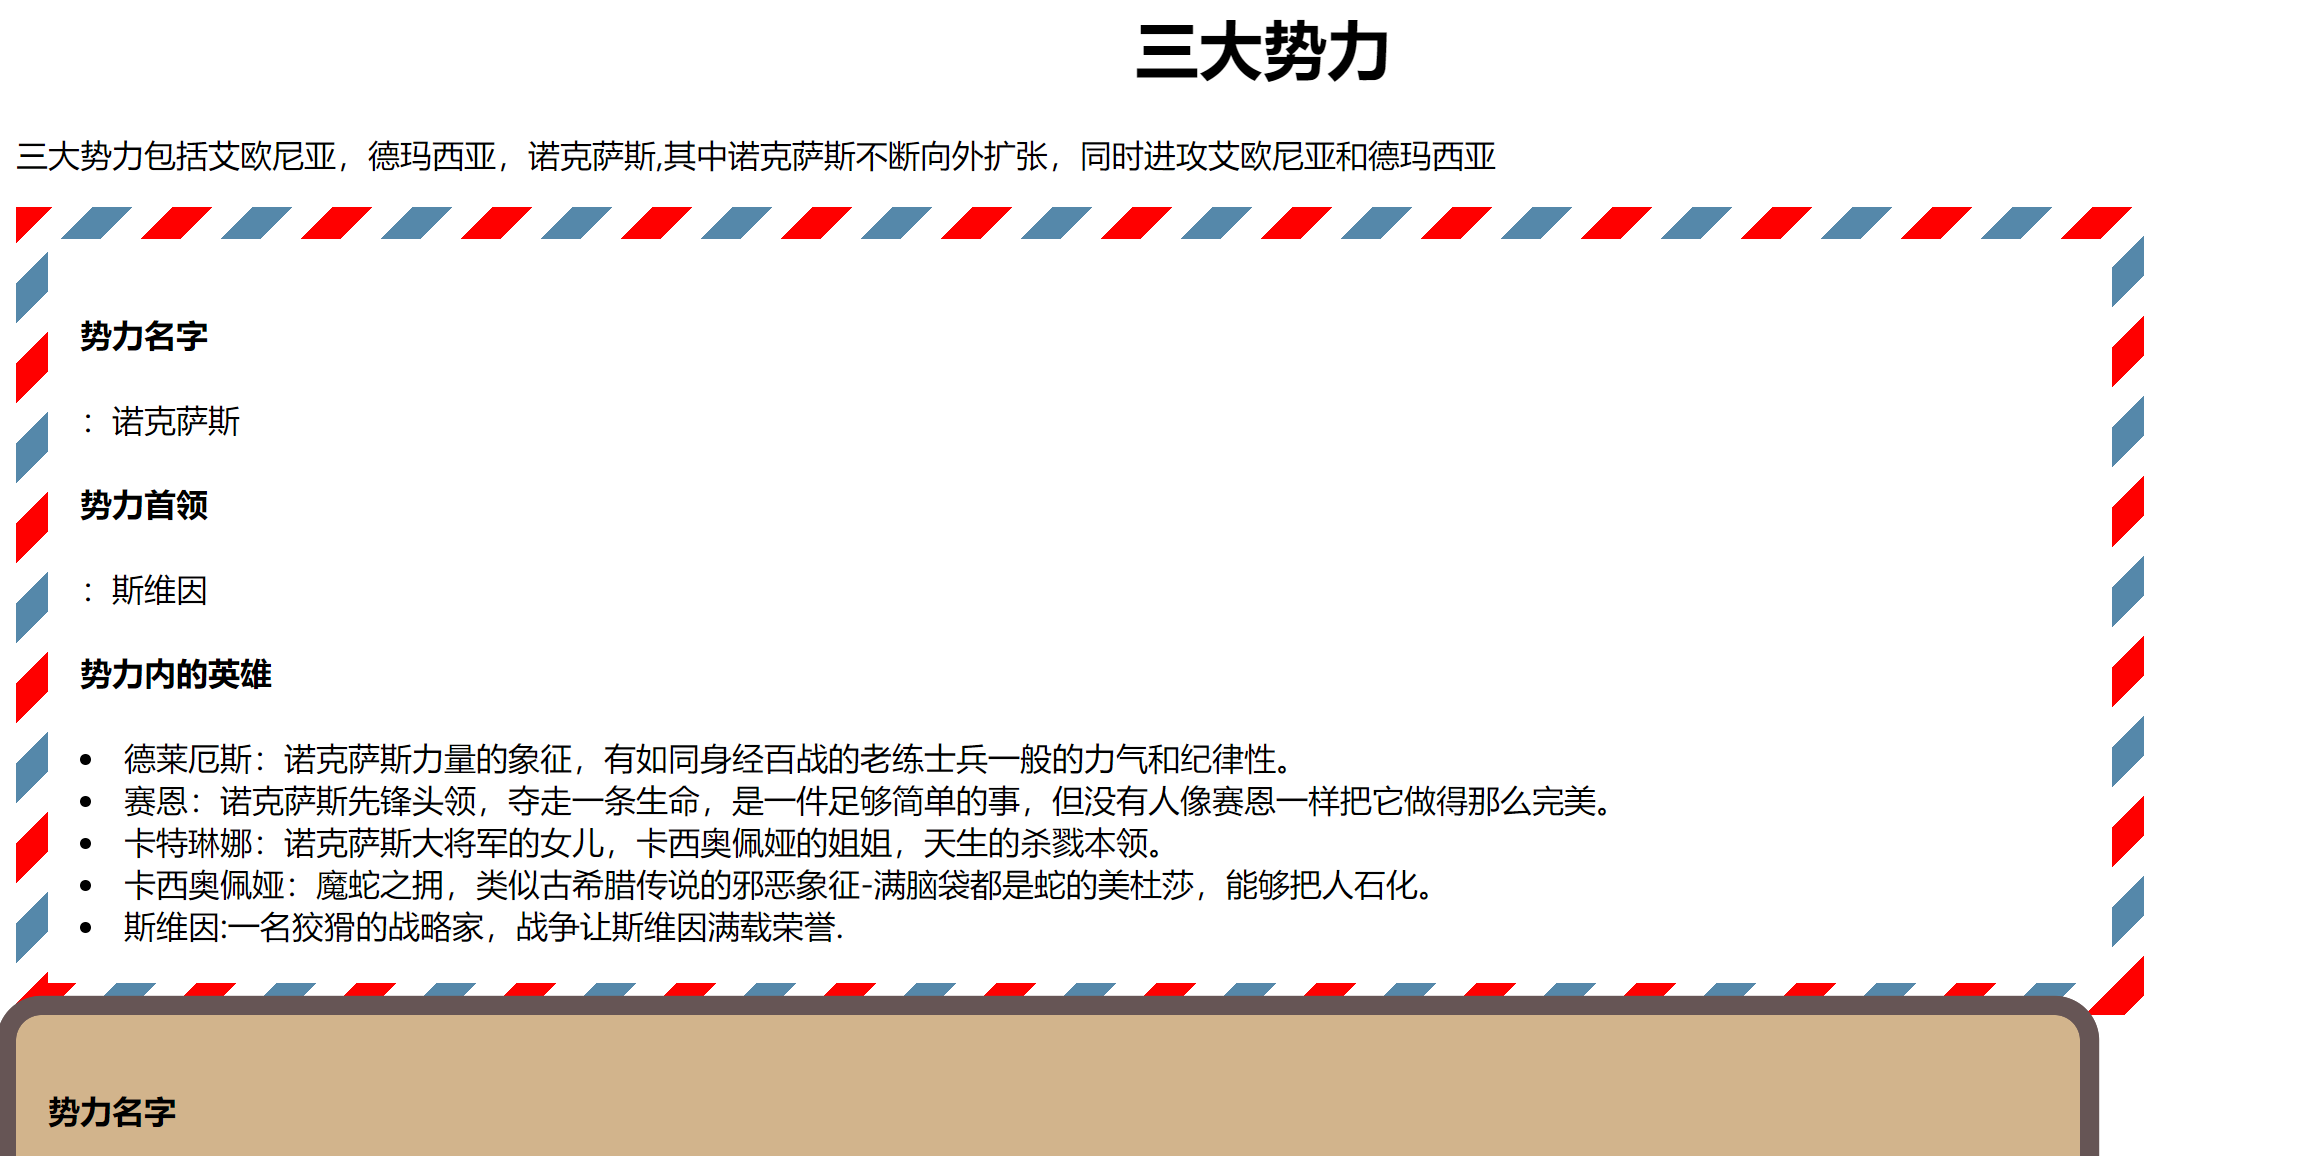 三大势力
三大势力包括艾欧尼亚，德玛西亚，诺克萨斯,其中诺克萨斯不断向外扩张，同时进攻艾欧尼亚和德玛西亚
势力名字
：诺克萨斯
势力首领
：斯维因
势力内的英雄
德莱厄斯：诺克萨斯力量的象征，有如同身经百战的老练士兵一般的力气和纪律性。
赛恩：诺克萨斯先锋头领，夺走一条生命，是一件足够简单的事，但没有人像赛恩一样把它做得那么完美。
卡特琳娜：诺克萨斯大将军的女儿，卡西奥佩娅的姐姐，天生的杀戮本领。
卡西奥佩娅：魔蛇之拥，类似古希腊传说的邪恶象征-满脑袋都是蛇的美杜莎，能够把人石化。
斯维因:一名狡猾的战略家，战争让斯维因满载荣誉.
势力名字